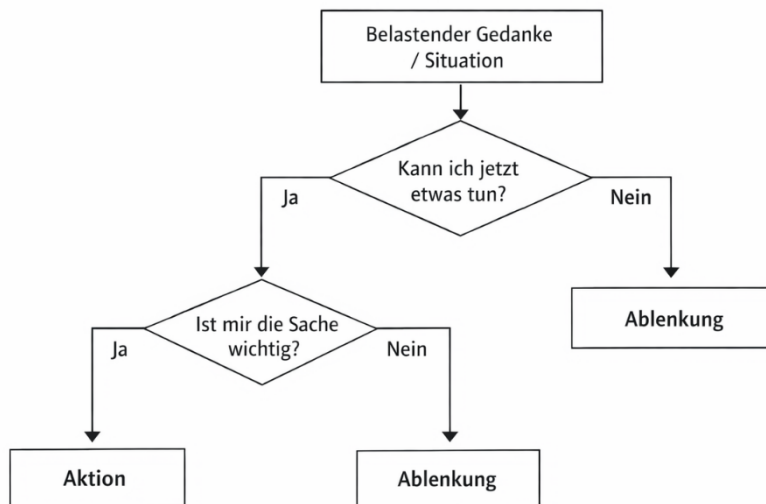 Belastender Gedanke
/ Situation
Kann ich jetzt
etwas tun?
Ja
Nein
Ablenkung
Ist mir die Sache
wichtig?
Ja
Nein
Aktion
Ablenkung